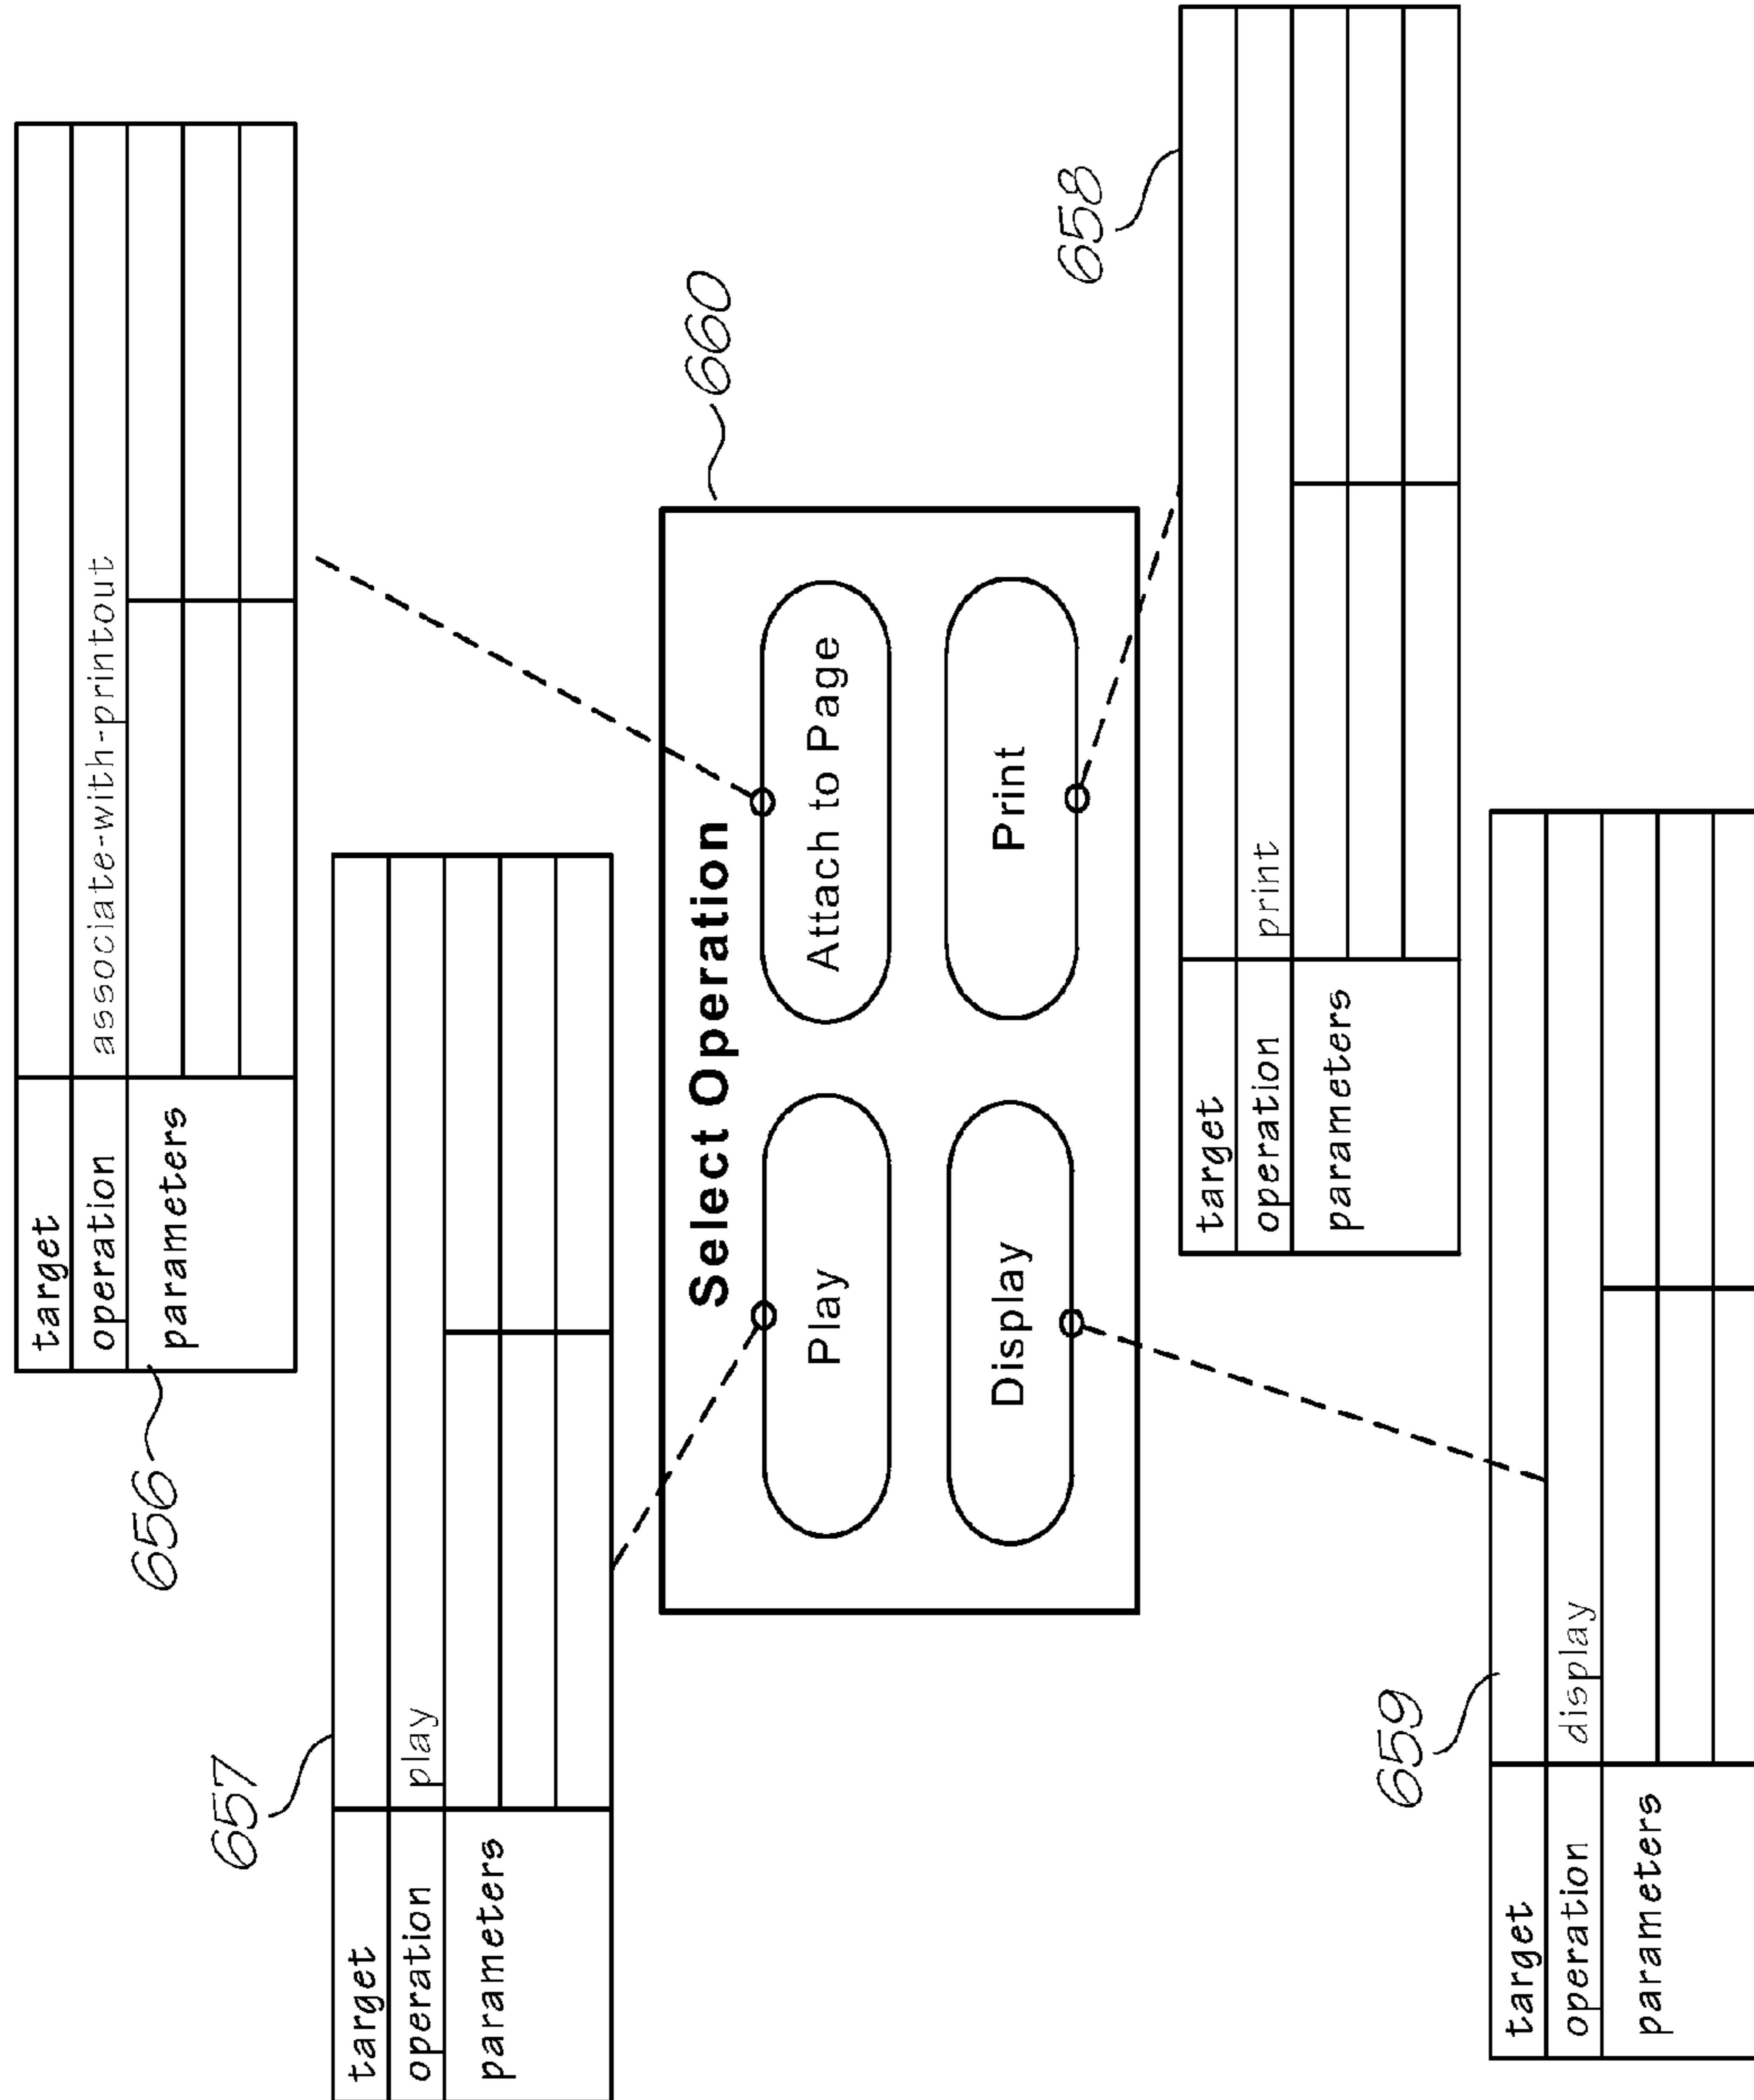 target
operation associate-with-printout
parameters
656
657
target
operation play
parameters
660
Select Operation
Play Attach to Page
Display Print
658
target
operation print
parameters
659
target
operation display
parameters